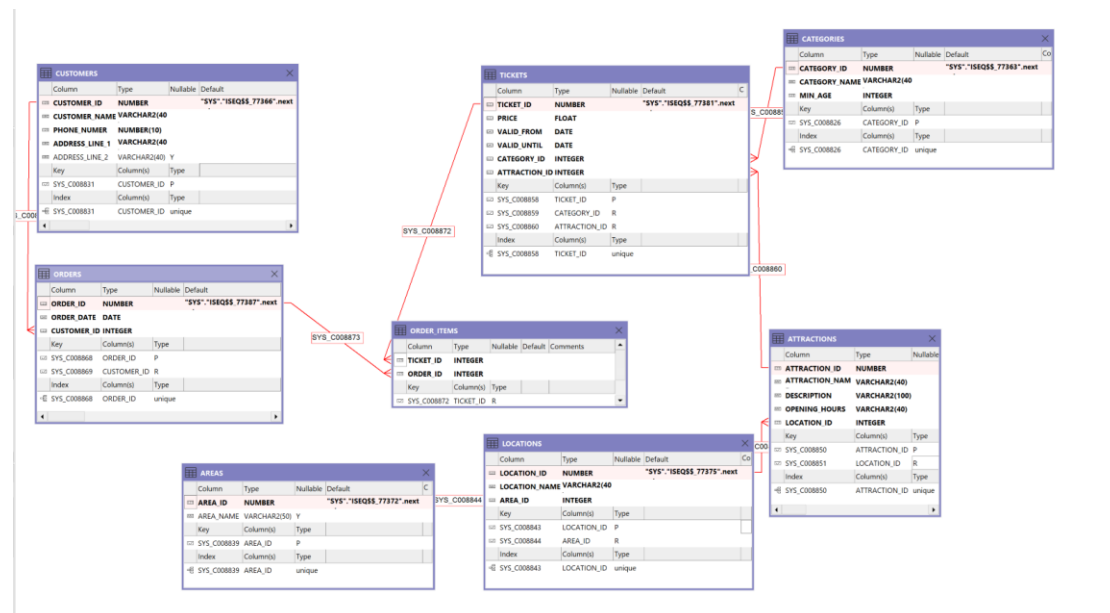 CUSTOMERS
Column Type Nullable Default
CUSTOMER_ID NUMBER "SYS"."ISEQ$$_77366".next
CUSTOMER_NAME VARCHAR2(40
PHONE_NUMER NUMBER(10)
ADDRESS_LINE_1 VARCHAR2(40
ADDRESS_LINE_2 VARCHAR2(40) Y
Key Column(s) Type
SYS_C008831 CUSTOMER_ID P
Index Column(s) Type
SYS_C008831 CUSTOMER_ID unique
ORDERS
Column Type Nullable Default
ORDER_ID NUMBER "SYS"."ISEQ$$_77387".next
ORDER_DATE DATE
CUSTOMER_ID INTEGER
Key Column(s) Type
SYS_C008868 ORDER_ID P
SYS_C008869 CUSTOMER_ID R
Index Column(s) Type
SYS_C008868 ORDER_ID unique
SYS_C008872
SYS_C008873
TICKETS
Column Type Nullable Default C
TICKET_ID NUMBER "SYS"."ISEQ$$_77381".next
PRICE FLOAT
VALID_FROM DATE
VALID_UNTIL DATE
CATEGORY_ID INTEGER
ATTRACTION_ID INTEGER
Key Column(s) Type
SYS_C008858 TICKET_ID P
SYS_C008859 CATEGORY_ID R
SYS_C008860 ATTRACTION_ID R
Index Column(s) Type
SYS_C008858 TICKET_ID unique
CATEGORIES
Column Type Nullable Default Co
CATEGORY_ID NUMBER "SYS"."ISEQ$$_77363".next
CATEGORY_NAME VARCHAR2(40
MIN_AGE INTEGER
Key Column(s) Type
SYS_C008826 CATEGORY_ID P
Index Column(s) Type
SYS_C008826 CATEGORY_ID unique
C008860
ORDER_ITEMS
Column Type Nullable Default Comments
TICKET_ID INTEGER
ORDER_ID INTEGER
Key Column(s) Type
SYS_C008872 TICKET_ID R
ATTRACTIONS
Column Type Nullable
ATTRACTION_ID NUMBER
ATTRACTION_NAM VARCHAR2(40)
DESCRIPTION VARCHAR2(100)
OPENING_HOURS VARCHAR2(40)
LOCATION_ID INTEGER
Key Column(s) Type
SYS_C008850 ATTRACTION_ID P
SYS_C008851 LOCATION_ID R
Index Column(s) Type
SYS_C008850 ATTRACTION_ID unique
AREAS
Column Type Nullable Default C
AREA_ID NUMBER "SYS"."ISEQ$$_77372".next
AREA_NAME VARCHAR2(50) Y
Key Column(s) Type
SYS_C008839 AREA_ID P
Index Column(s) Type
SYS_C008839 AREA_ID unique
SYS_C008844
LOCATIONS
Column Type Nullable Default Co
LOCATION_ID NUMBER "SYS"."ISEQ$$_77375".next
LOCATION_NAME VARCHAR2(40
AREA_ID INTEGER
Key Column(s) Type
SYS_C008843 LOCATION_ID P
SYS_C008844 AREA_ID R
Index Column(s) Type
SYS_C008843 LOCATION_ID unique